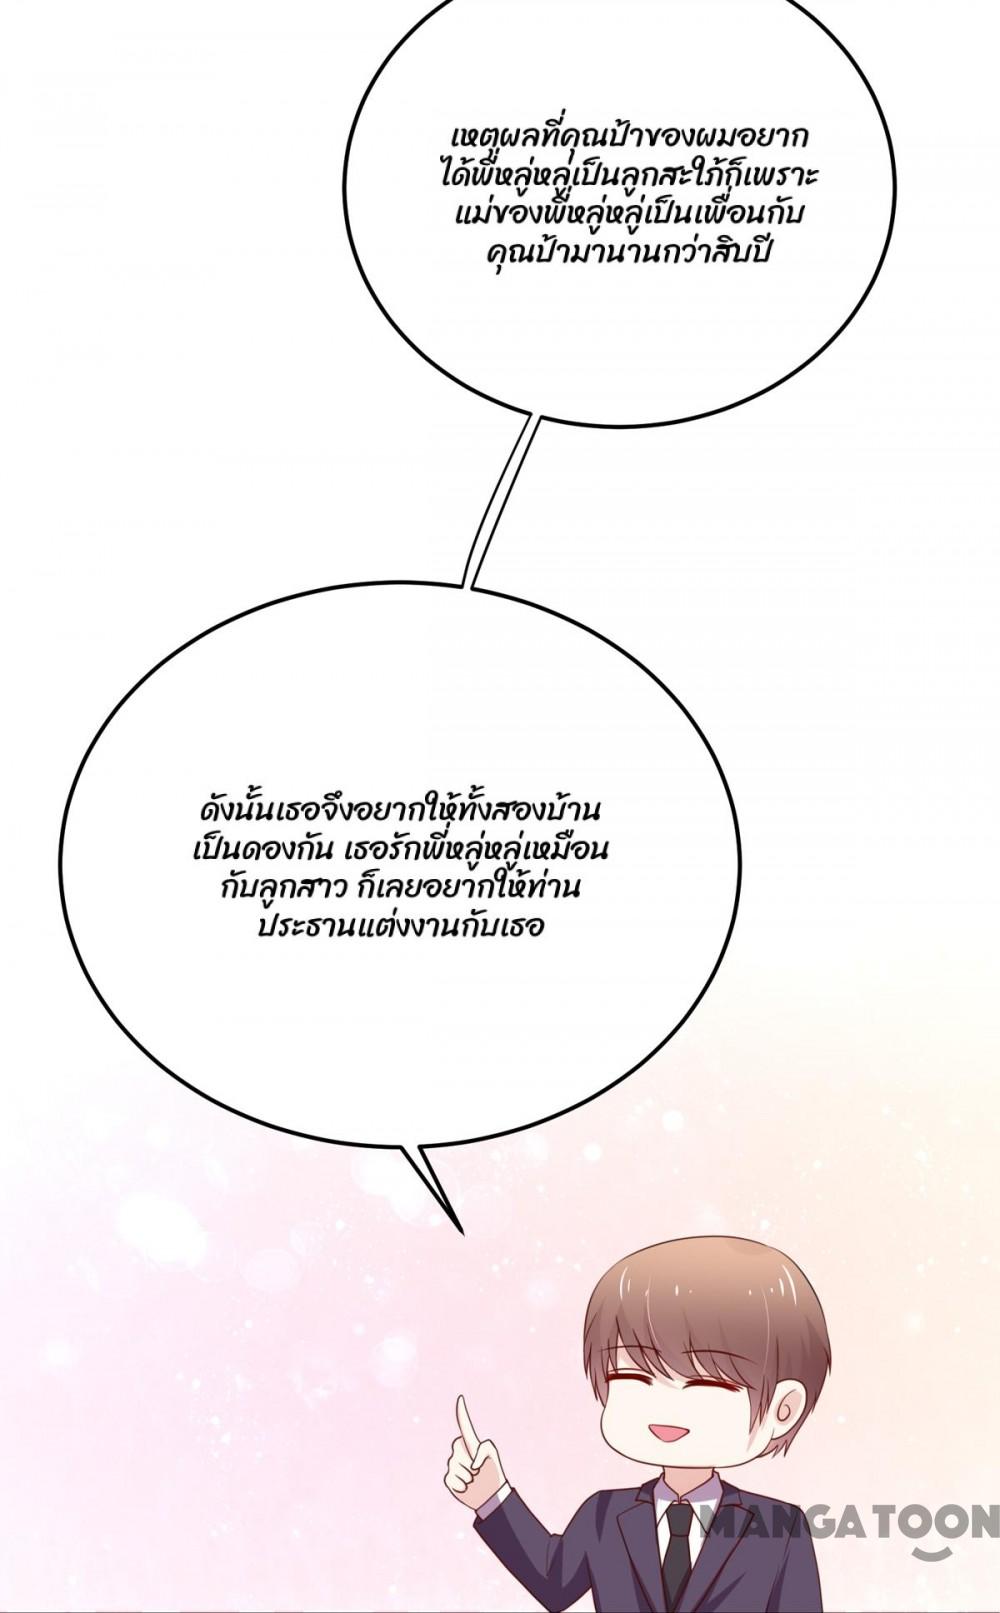 เหตุผลที่คุณป้าของผมอยาก
ได้พี่หลู่หลู่เป็นลูกสะใภ้ก็เพราะ
แม่ของพี่หลู่หลู่เป็นเพื่อนกับ
คุณป้ามานานกว่าสิบปี
ดังนั้นเธอจึงอยากให้ทั้งสองบ้าน
เป็นดองกัน เธอรักพี่หลู่หลู่เหมือน
กับลูกสาว ก็เลยอยากให้ท่าน
ประธานแต่งงานกับเธอ
MANGATOON